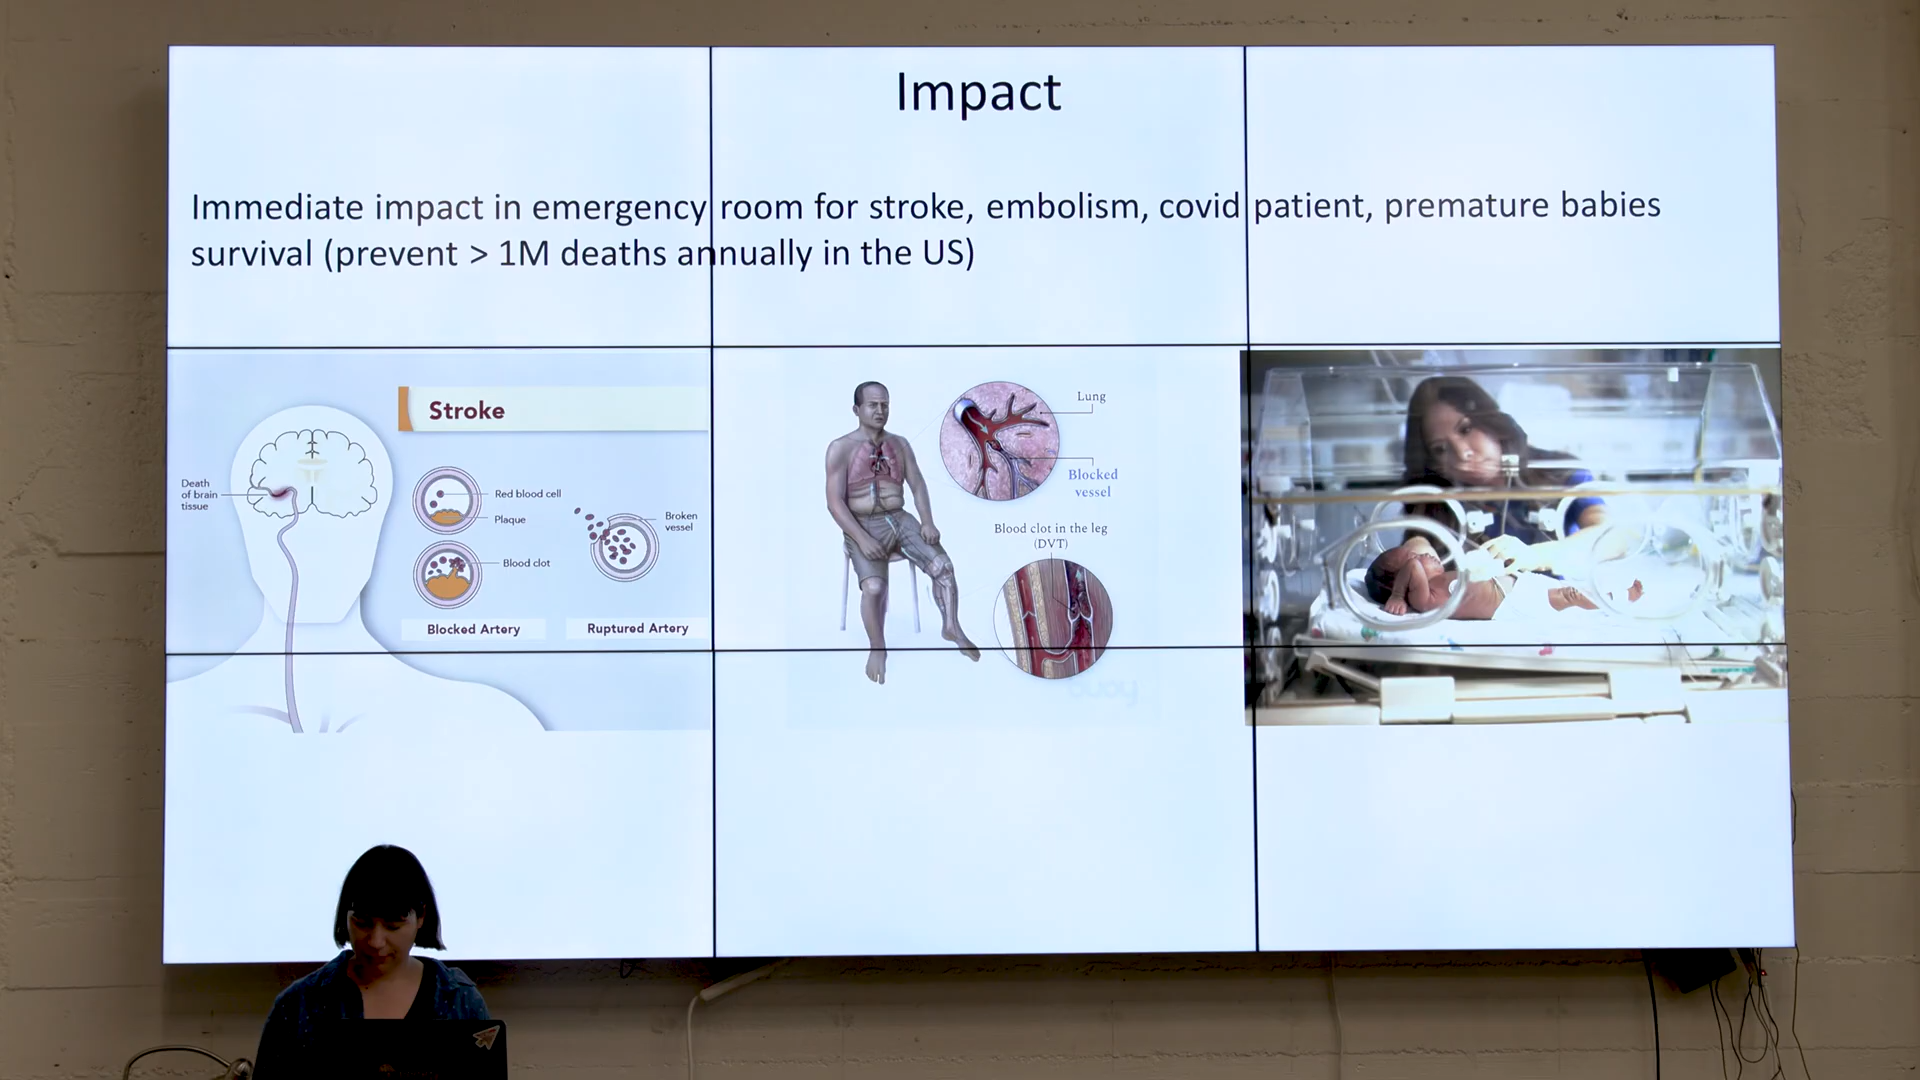 Impact
Immediate impact in emergency room for stroke, embolism, covid patient, premature babies
survival (prevent > 1M deaths annually in the US)
Stroke
Death
of brain
tissue
Red blood cell
Plaque
Blood clot
Broken
vessel
Blocked Artery
Ruptured Artery
Lung
Blocked
vessel
Blood clot in the leg
(DVT)
buoy